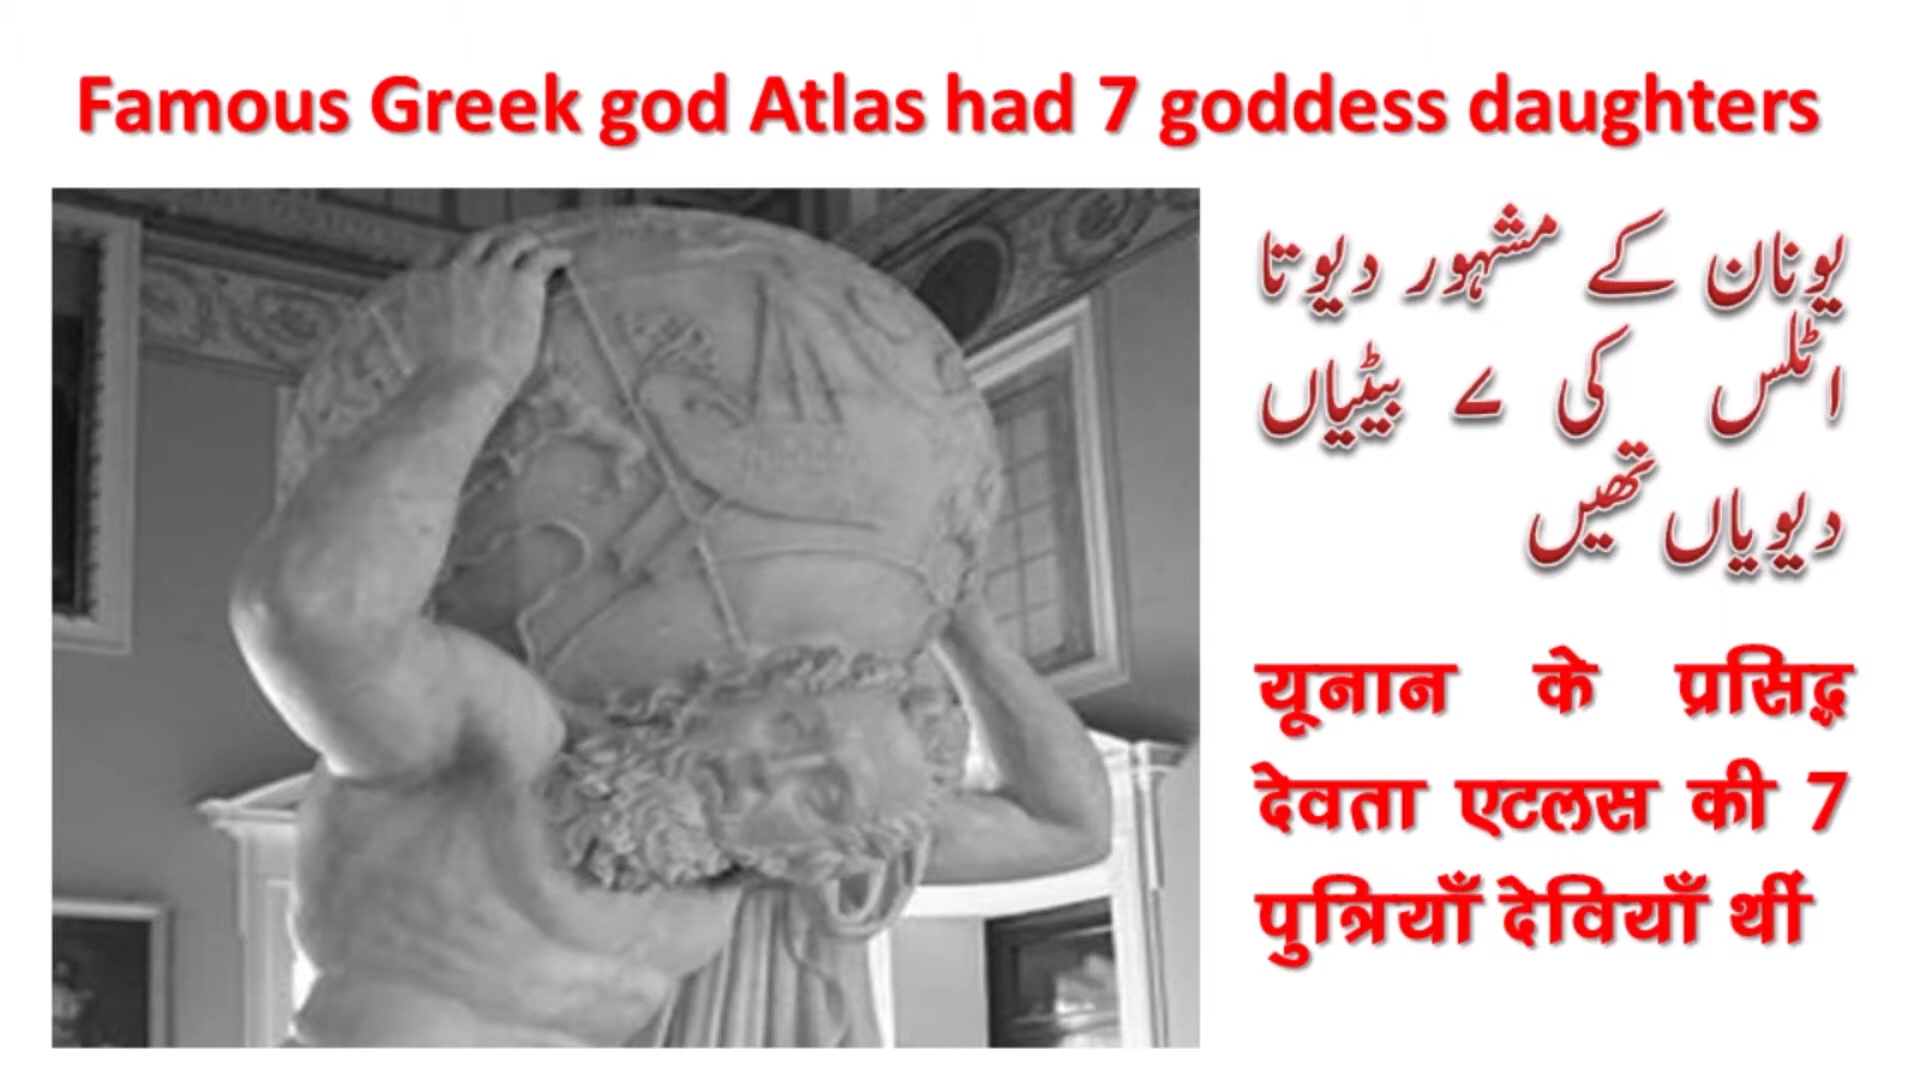 Famous Greek god Atlas had 7 goddess daughters
یونان کے مشہور دیوتا
اٹلس کی ۷ بیٹیاں
دیویاں تھیں
यूनान के प्रसिद्ध
देवता एटलस की 7
पुत्रियाँ देवियाँ थीं